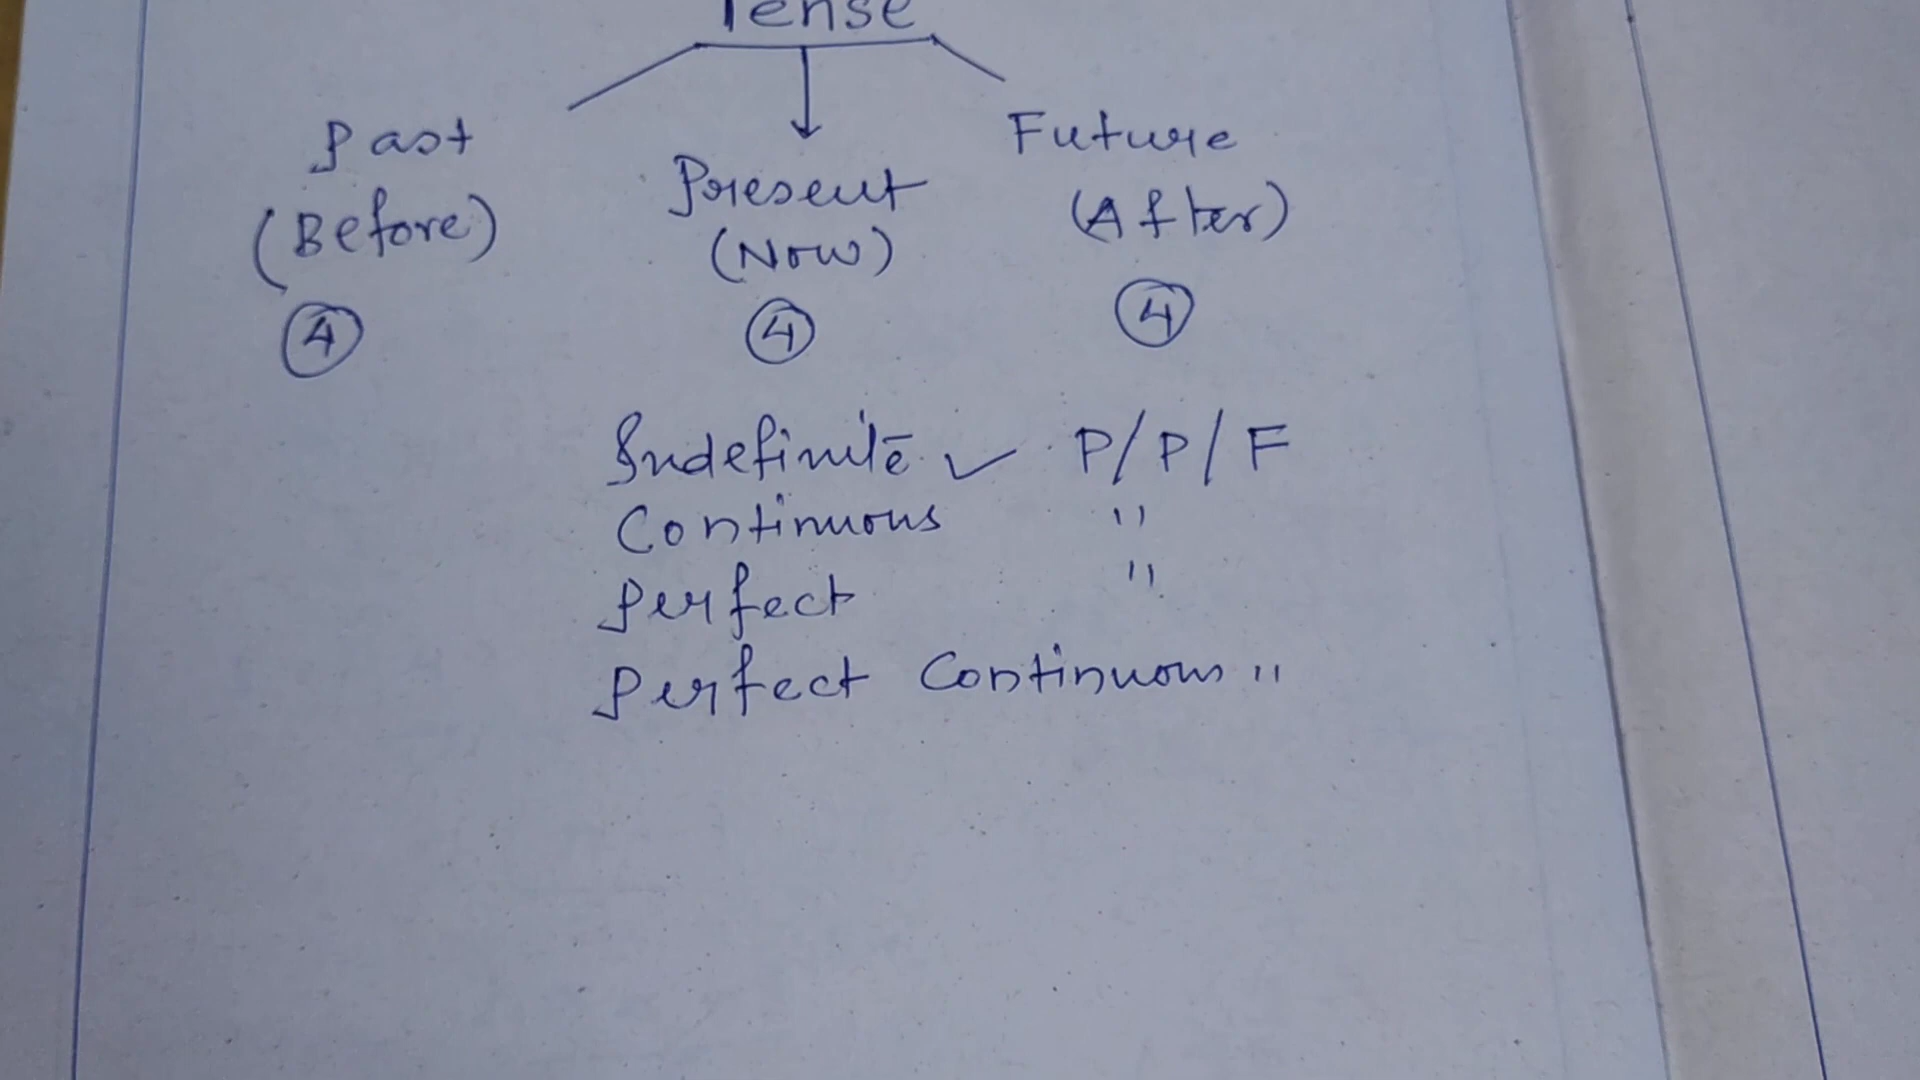 Tense
Past
Present
Future
(Before)
(Now)
(After)
4
4
4
Indefinite ✓ P/P/F
Continuous "
Perfect "
Perfect Continuous "